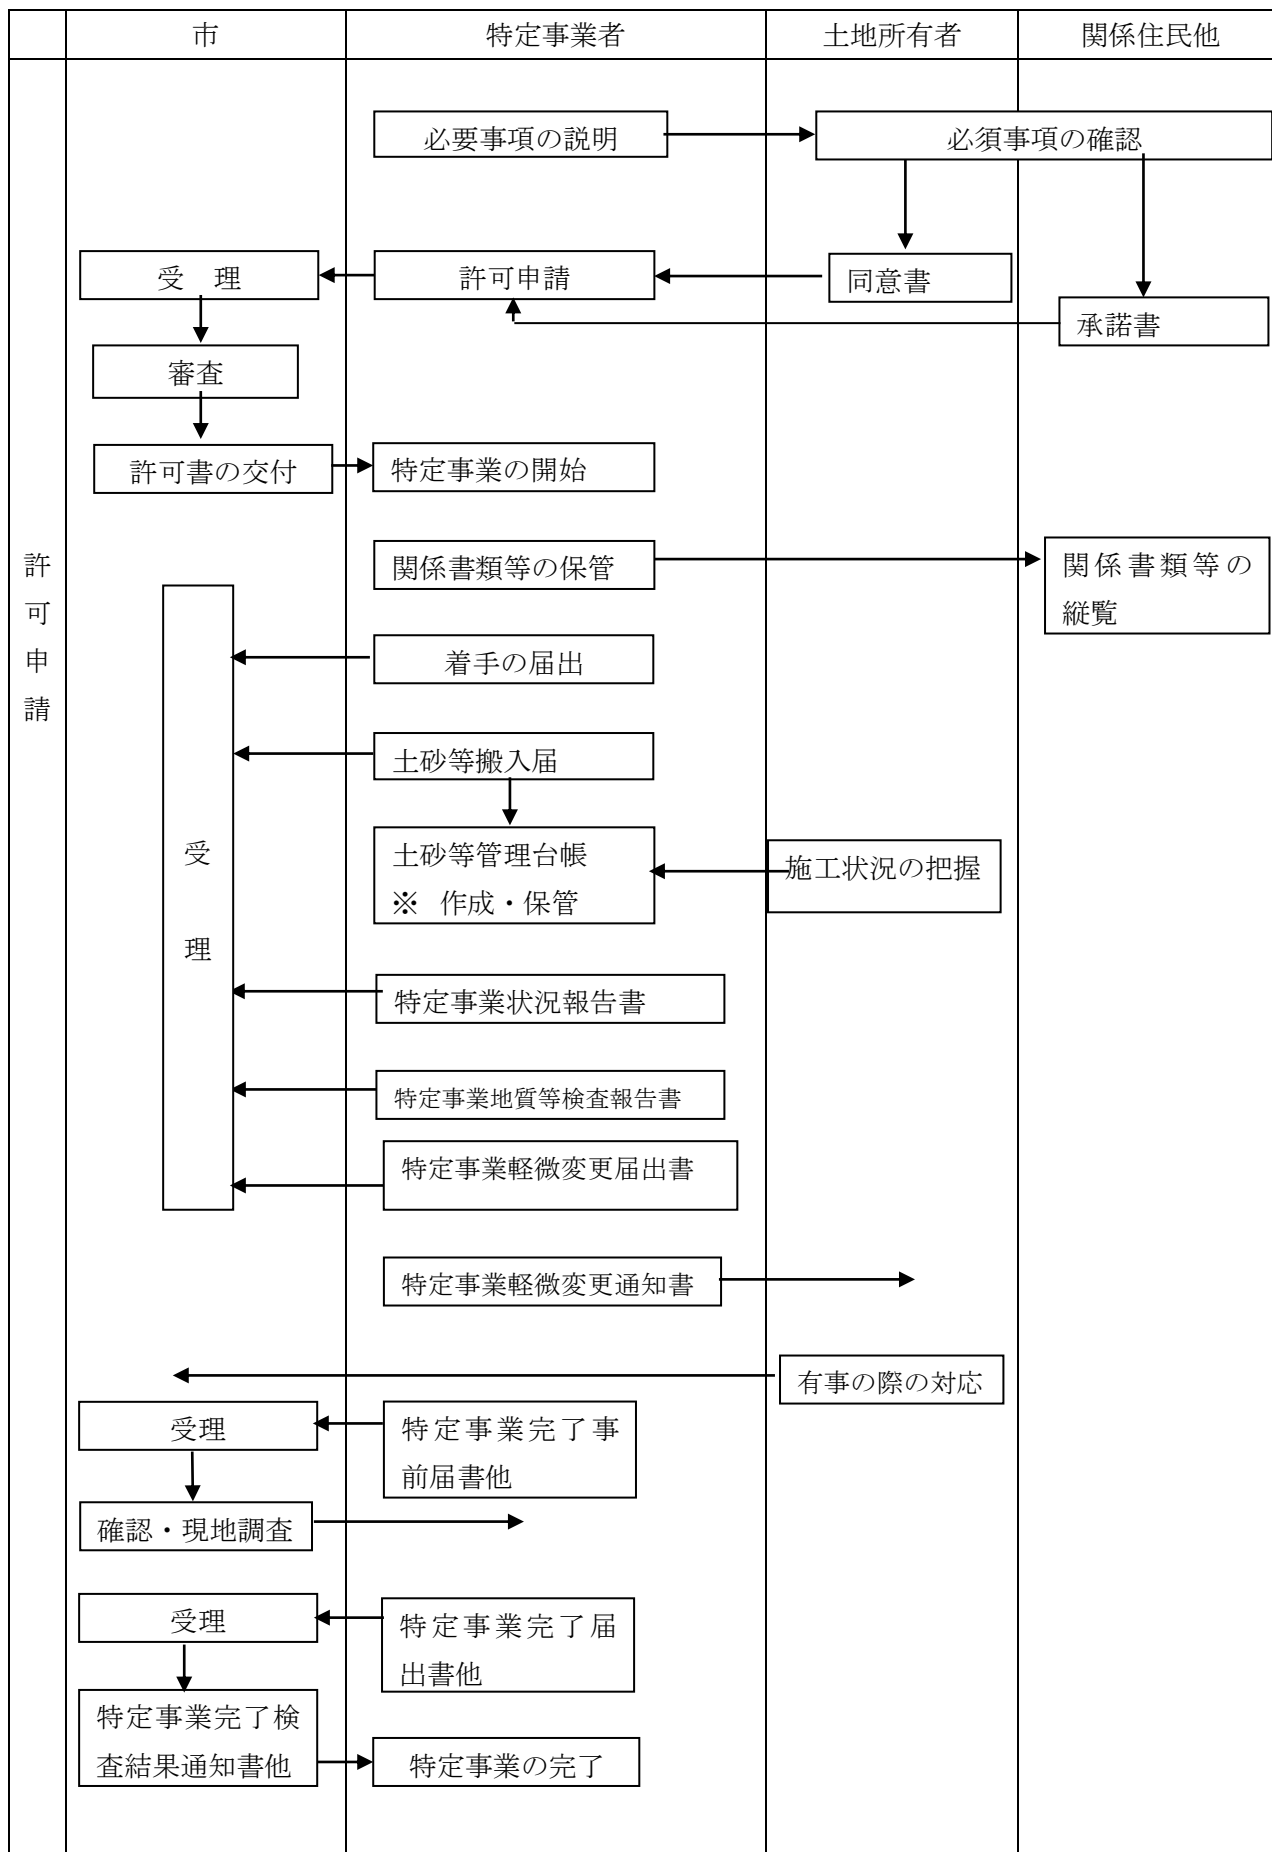 市
特定事業者
土地所有者
関係住民他
必要事項の説明
必須事項の確認
受　理
許可申請
同意書
承諾書
審査
許可書の交付
特定事業の開始
許可申請
関係書類等の保管
関係書類等の
縦覧
着手の届出
土砂等搬入届
受理
土砂等管理台帳
※　作成・保管
施工状況の把握
特定事業状況報告書
特定事業地質等検査報告書
特定事業軽微変更届出書
特定事業軽微変更通知書
有事の際の対応
受理
特定事業完了事
前届書他
確認・現地調査
受理
特定事業完了届
出書他
特定事業完了検
査結果通知書他
特定事業の完了